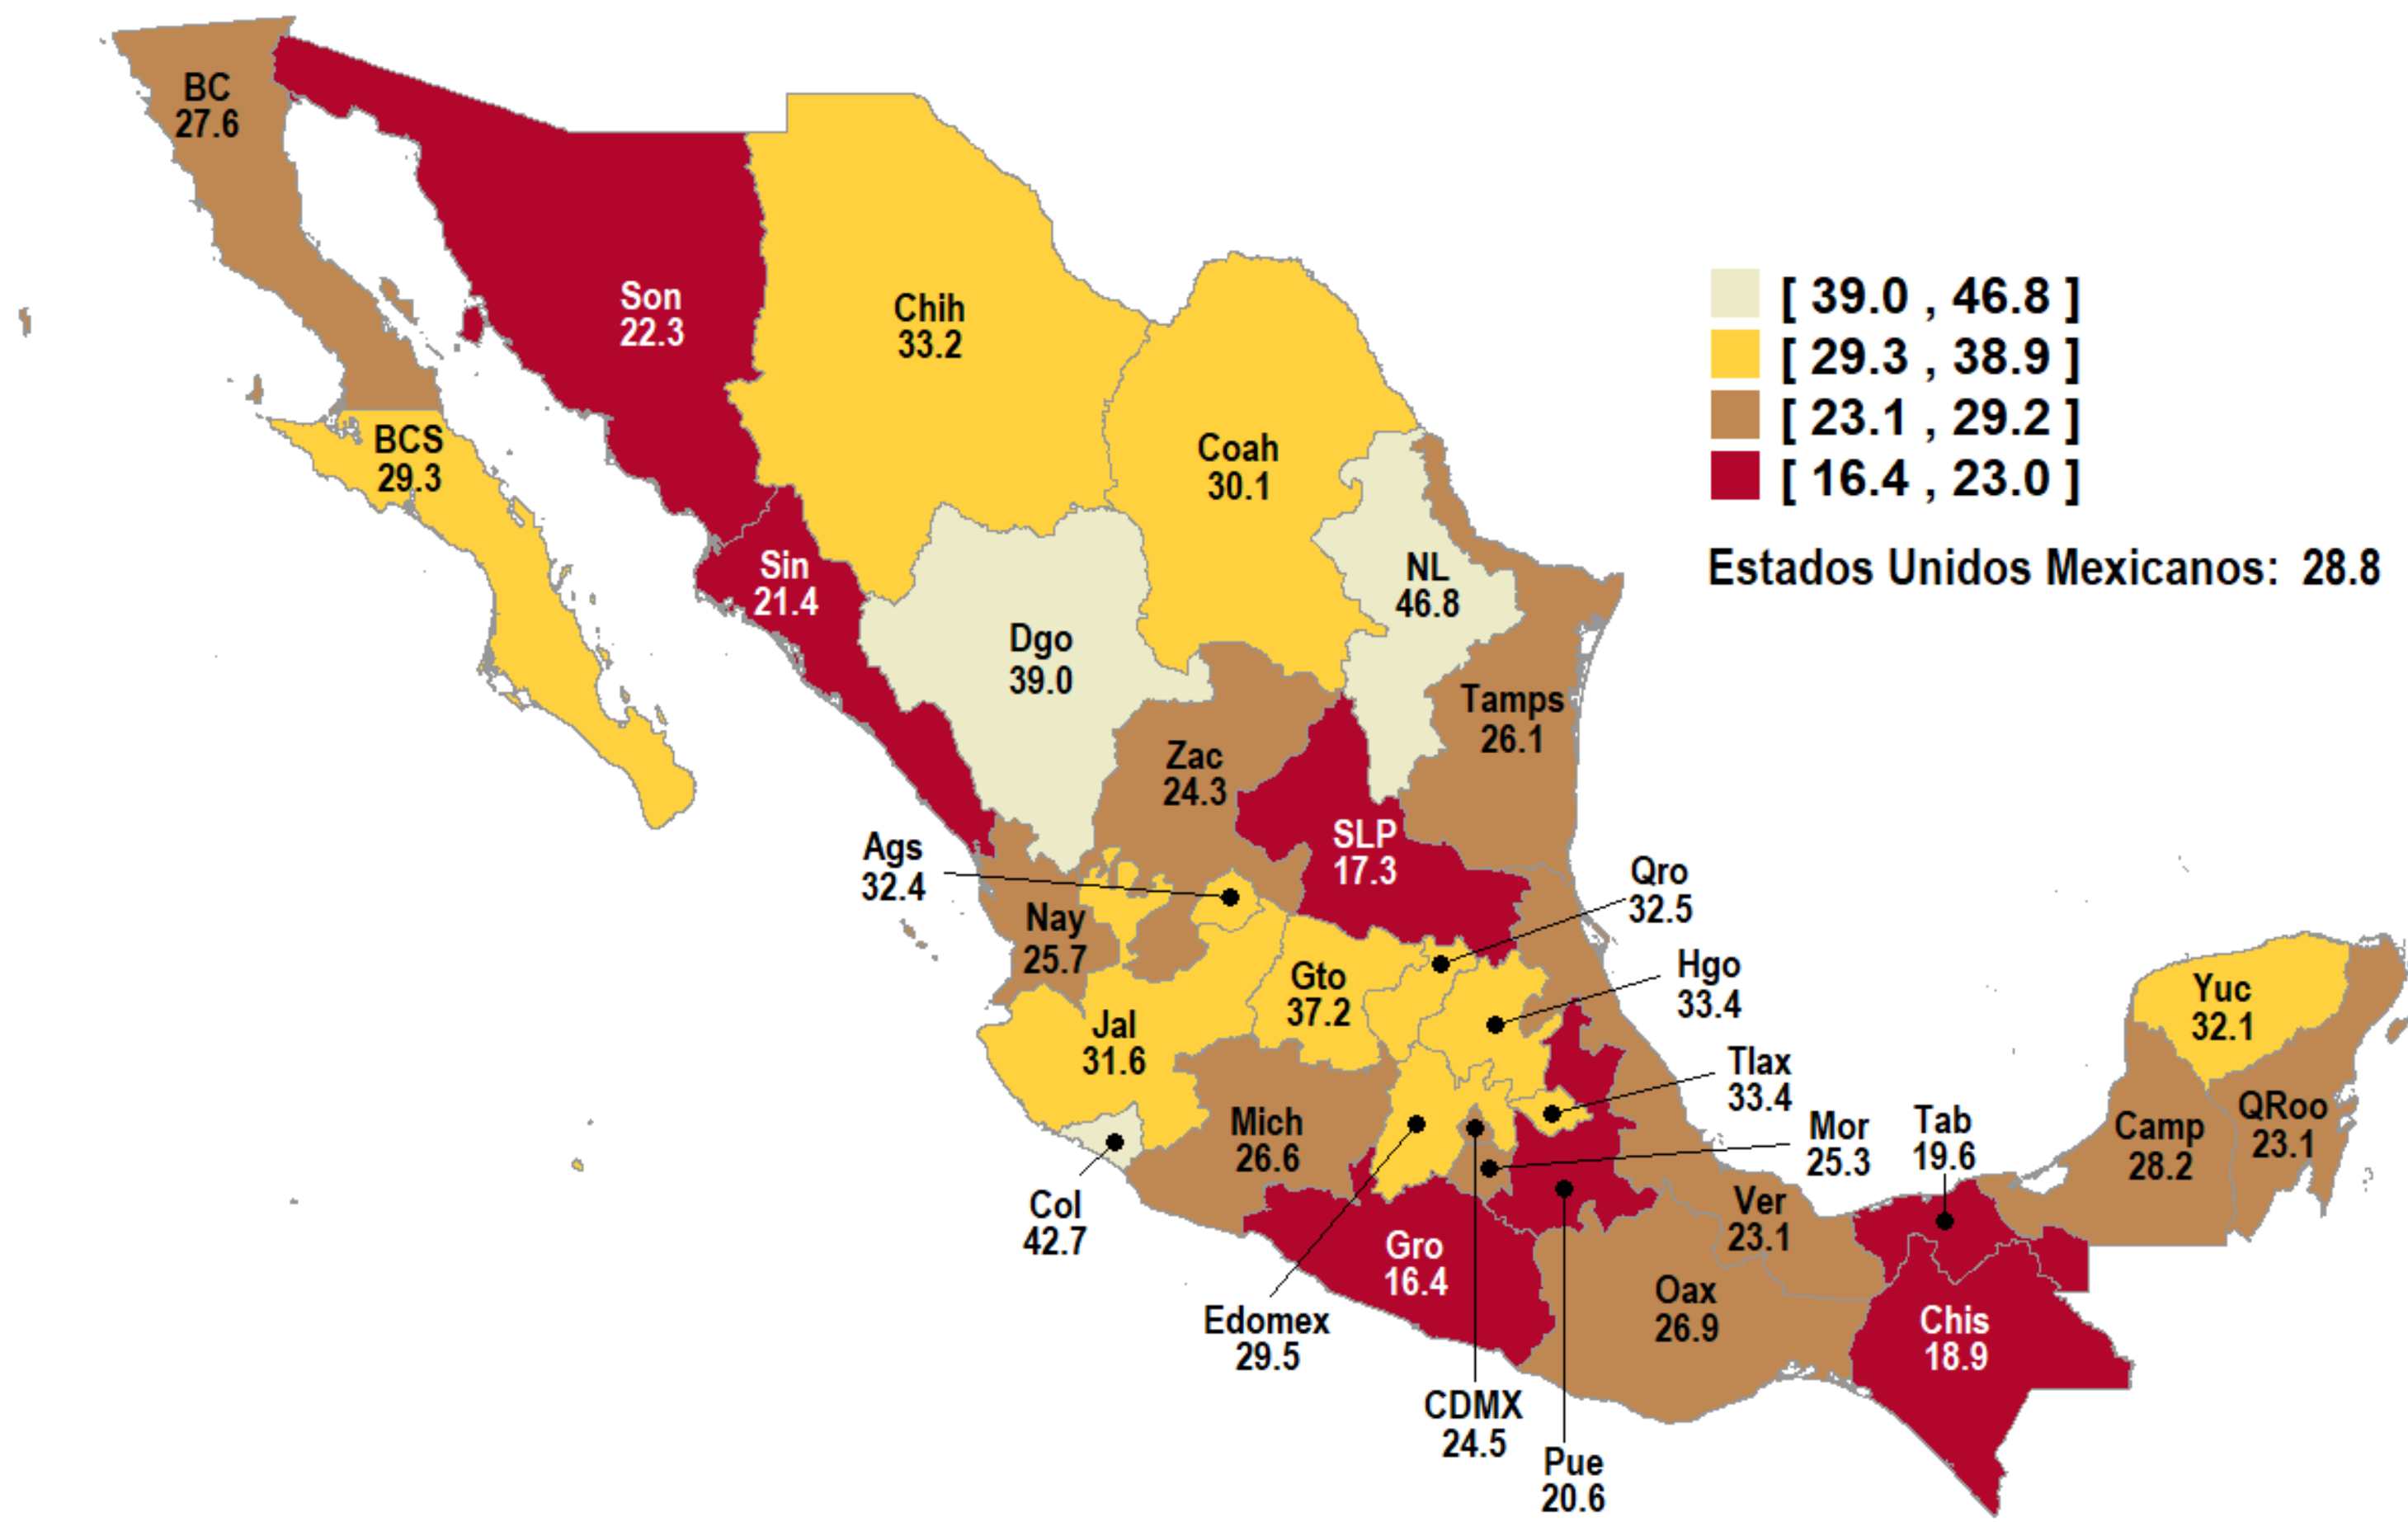 BC
27.6
Son
22.3
Chih
33.2
[ 39.0 , 46.8 ]
[ 29.3 , 38.9 ]
[ 23.1 , 29.2 ]
[ 16.4 , 23.0 ]
Estados Unidos Mexicanos: 28.8
BCS
29.3
Coah
30.1
Sin
21.4
NL
46.8
Dgo
39.0
Tamps
26.1
Zac
24.3
SLP
17.3
Ags
32.4
Qro
32.5
Nay
25.7
Gto
37.2
Hgo
33.4
Yuc
32.1
Jal
31.6
Tlax
33.4
Mich
26.6
Mor
25.3
Tab
19.6
Camp
28.2
QRoo
23.1
Col
42.7
Ver
23.1
Gro
16.4
Oax
26.9
Edomex
29.5
Chis
18.9
CDMX
24.5
Pue
20.6